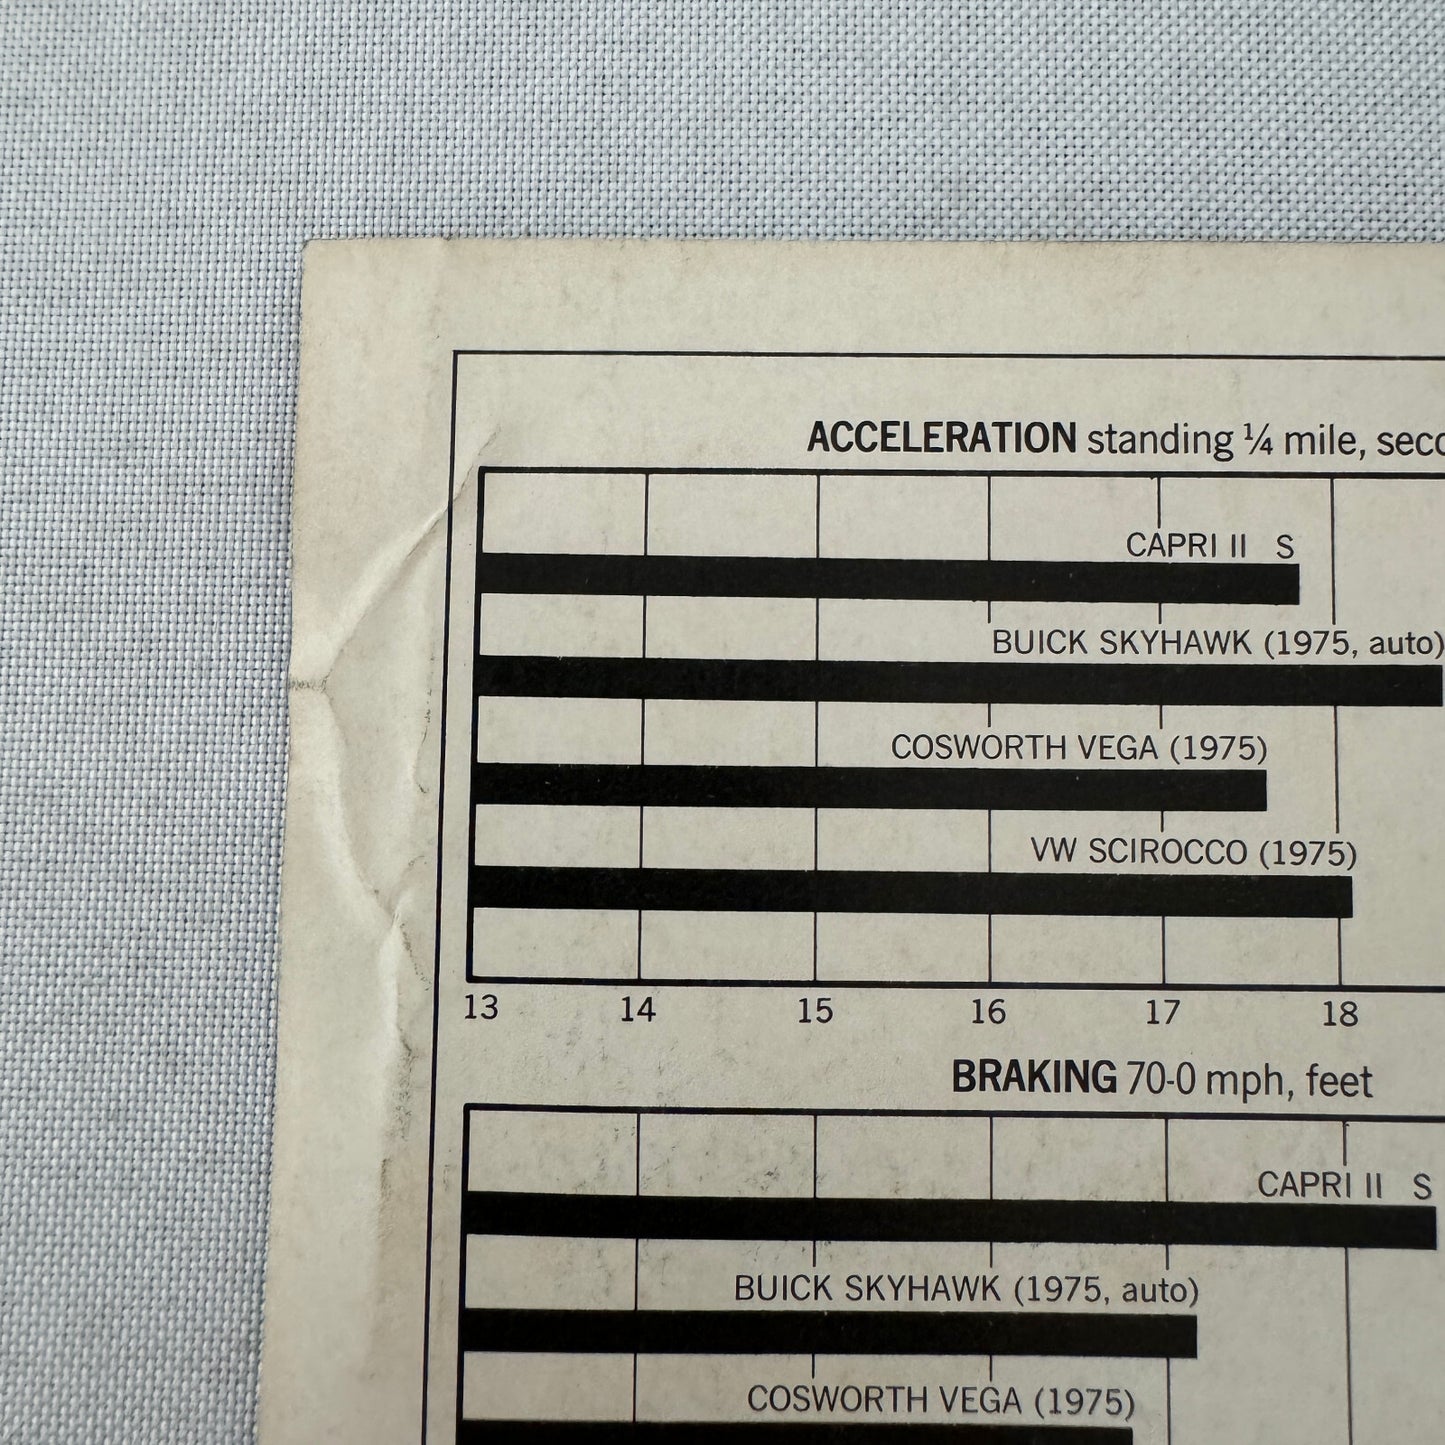 ACCELERATION standing ¼ mile,
CAPRI II S
BUICK SKYHAWK (1975, auto)
COSWORTH VEGA (1975)
VW SCIROCCO (1975)
13 14 15 16 17 18
BRAKING 70-0 mph, feet
CAPRI II S
BUICK SKYHAWK (1975, auto)
COSWORTH VEGA (1975)